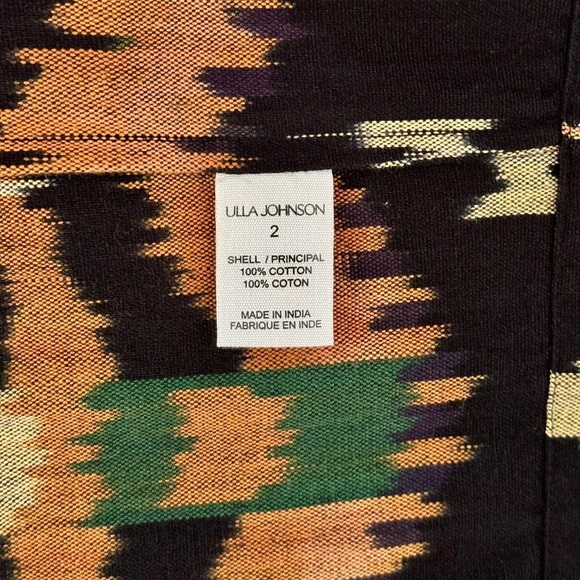 ULLA JOHNSON
2
SHELL / PRINCIPAL
100% COTTON
100% COTON
MADE IN INDIA
FABRIQUE EN INDE